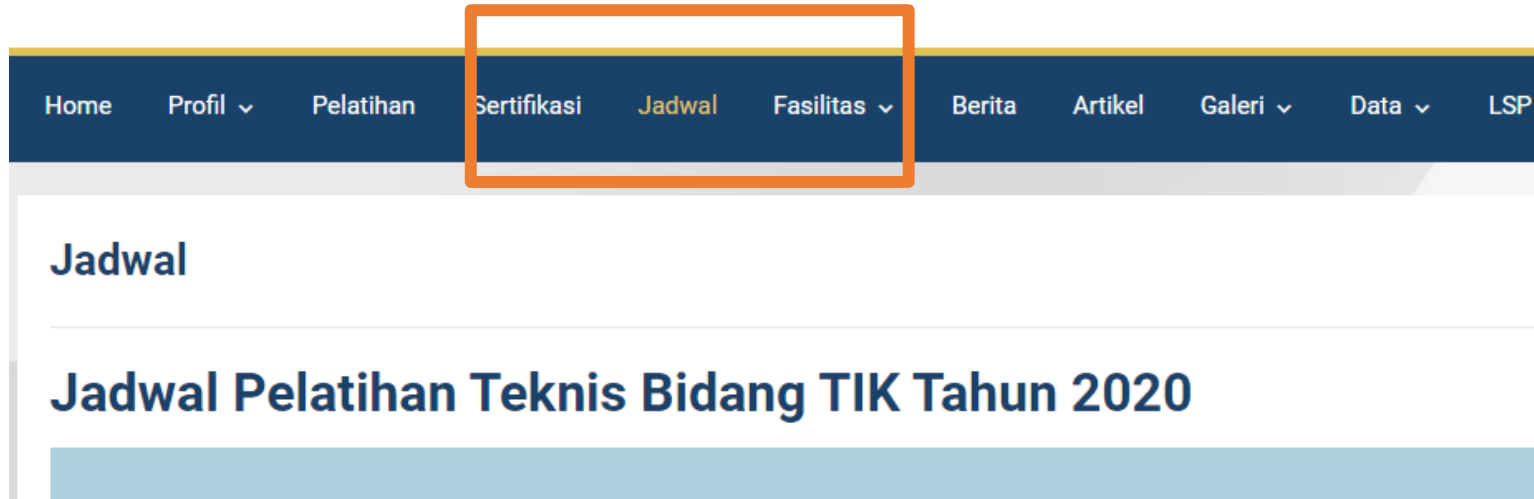 Home Profil Pelatihan Sertifikasi Jadwal Fasilitas Berita Artikel Galeri Data LSP
Jadwal
Jadwal Pelatihan Teknis Bidang TIK Tahun 2020